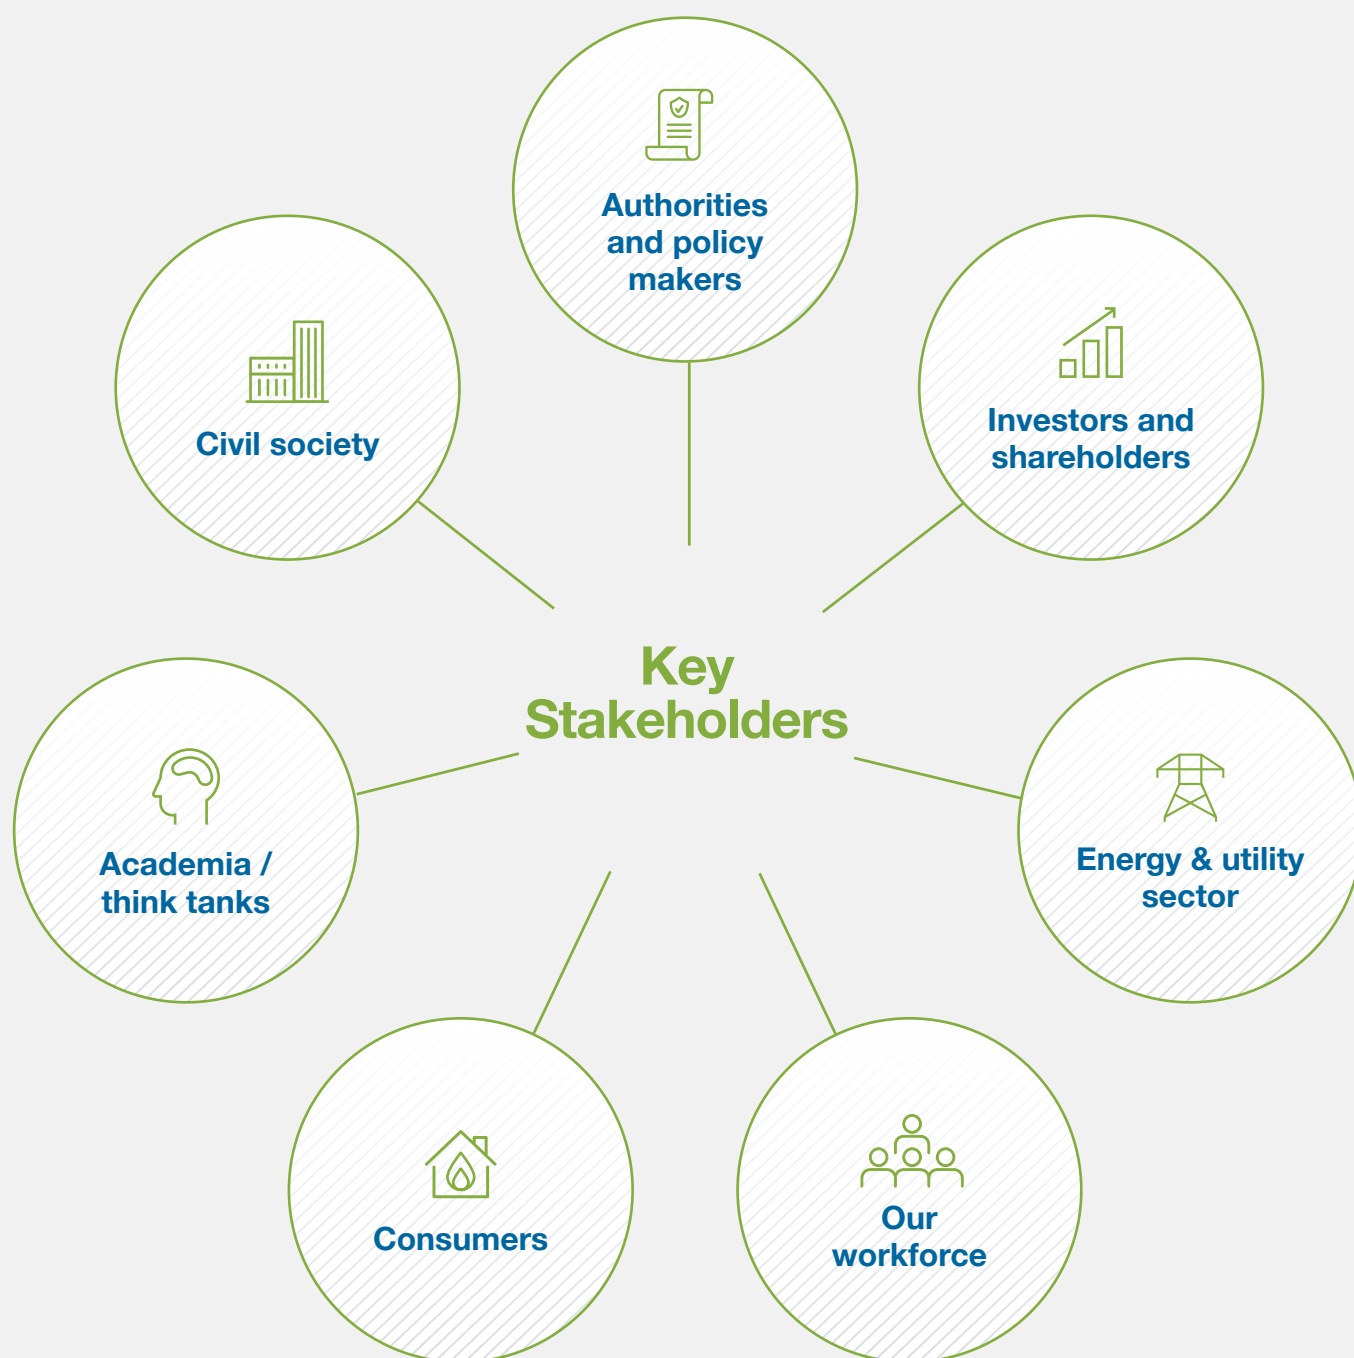 Authorities
and policy
makers
Civil society
Investors and
shareholders
Key
Stakeholders
Academia /
think tanks
Energy & utility
sector
Consumers
Our
workforce